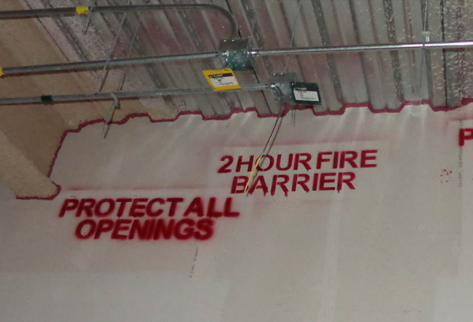 2 HOUR FIRE
BARRIER
PROTECT ALL
OPENINGS
P